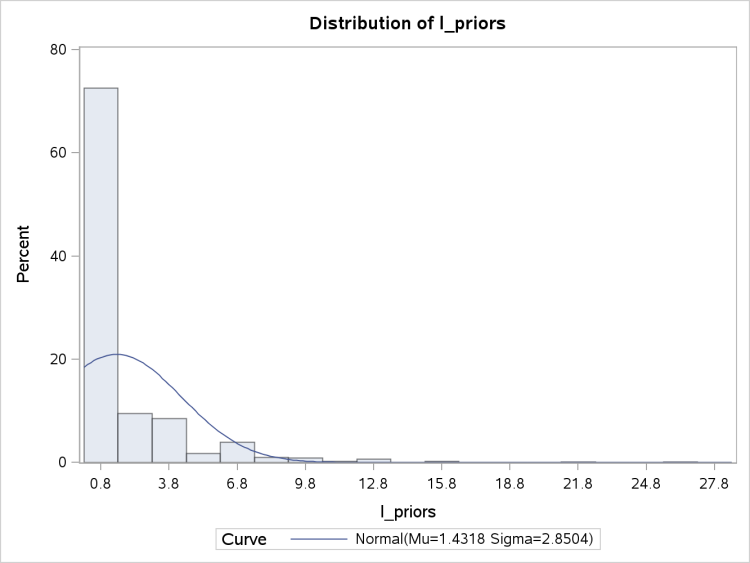 Distribution of l_priors
80
60
40
20
0
Percent
0.8 3.8 6.8 9.8 12.8 15.8 18.8 21.8 24.8 27.8
l_priors
Curve Normal(Mu=1.4318 Sigma=2.8504)